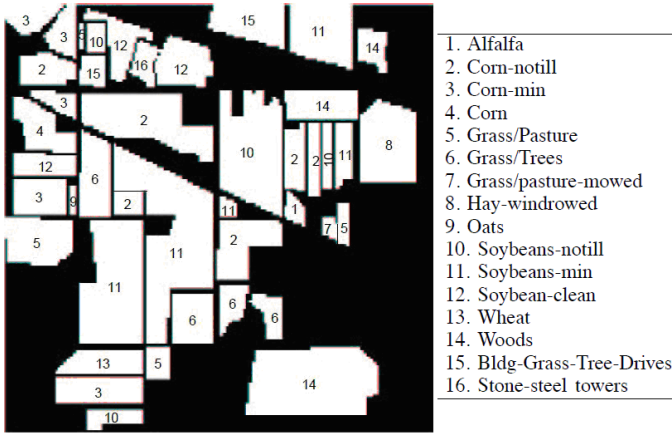 3 15 11
3 5 10 12 14
2 15 16 12
3 2 14
4 10 2 2 10 11 8
12
6
3 9 2 11 1
5 2 7 5
11 11
6 6 6
13 5
3 14
10
1. Alfalfa
2. Corn-notill
3. Corn-min
4. Corn
5. Grass/Pasture
6. Grass/Trees
7. Grass/pasture-mowed
8. Hay-windrowed
9. Oats
10. Soybeans-notill
11. Soybeans-min
12. Soybean-clean
13. Wheat
14. Woods
15. Bldg-Grass-Tree-Drives
16. Stone-steel towers